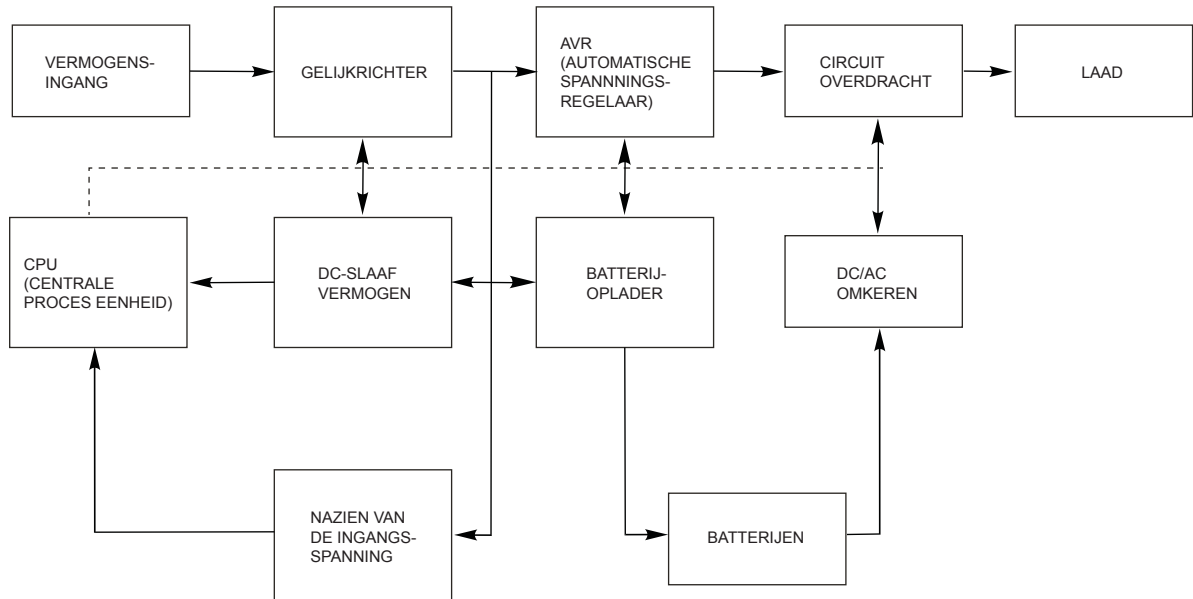 VERMOGENS-
INGANG
GELIJKRICHTER
AVR
(AUTOMATISCHE
SPANNNINGS-
REGELAAR)
CIRCUIT
OVERDRACHT
LAAD
CPU
(CENTRALE
PROCES EENHEID)
DC-SLAAF
VERMOGEN
BATTERIJ-
OPLADER
DC/AC
OMKEREN
NAZIEN VAN
DE INGANGS-
SPANNING
BATTERIJEN